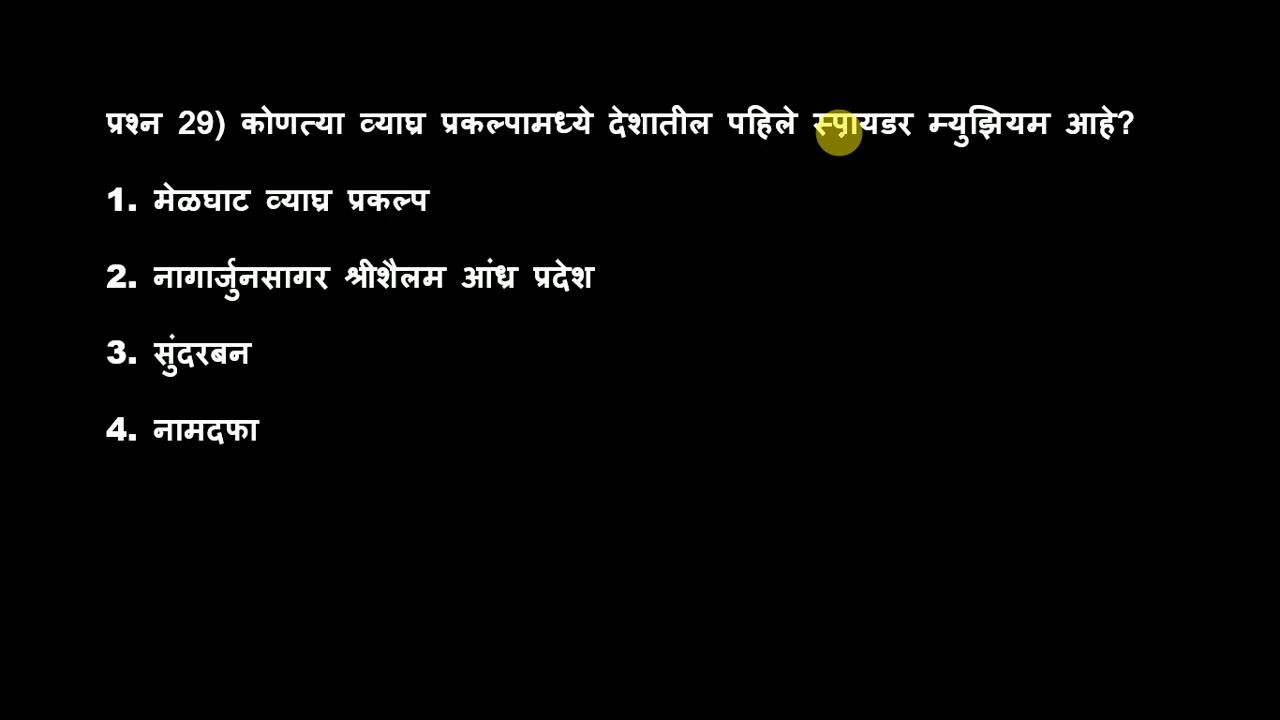 प्रश्न 29) कोणत्या व्याघ्र प्रकल्पामध्ये देशातील पहिले स्पायडर म्युझियम आहे?
1. मेळघाट व्याघ्र प्रकल्प
2. नागार्जुनसागर श्रीशैलम आंध्र प्रदेश
3. सुंदरबन
4. नामदफा